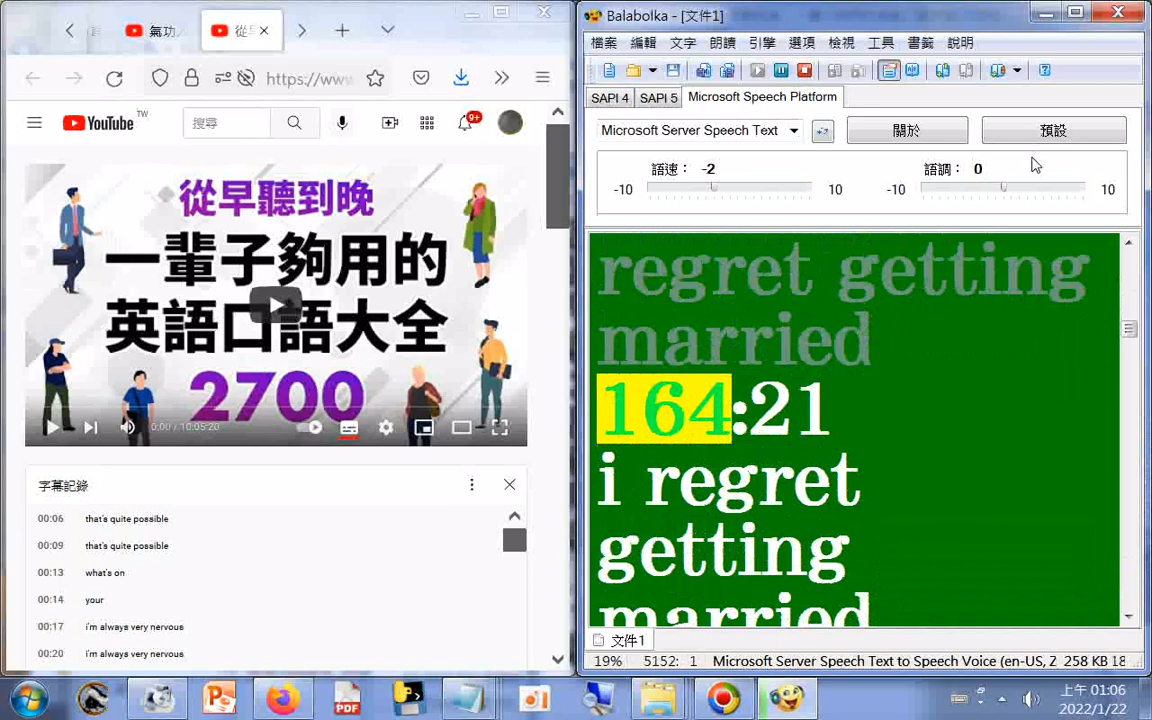 氣功
從
https://www
YouTube TW
搜尋
9+
從早聽到晚
一輩子夠用的
英語口語大全
2700
0:00 / 10:05:20
字幕記錄
00:06 that's quite possible
00:09 that's quite possible
00:13 what's on
00:14 your
00:17 i'm always very nervous
00:20 i'm always very nervous
Balabolka - [文件1]
檔案 編輯 文字 朗讀 引擎 選項 檢視 工具 書籤 說明
SAPI 4 SAPI 5 Microsoft Speech Platform
Microsoft Server Speech Text 關於 預設
語速： -2 語調： 0
-10 10 -10 10
regret getting
married
164:21
i regret
getting
married
文件1
19% 5152: 1 Microsoft Server Speech Text to Speech Voice (en-US, Z 258 KB 18
PDF
上午 01:06
2022/1/22